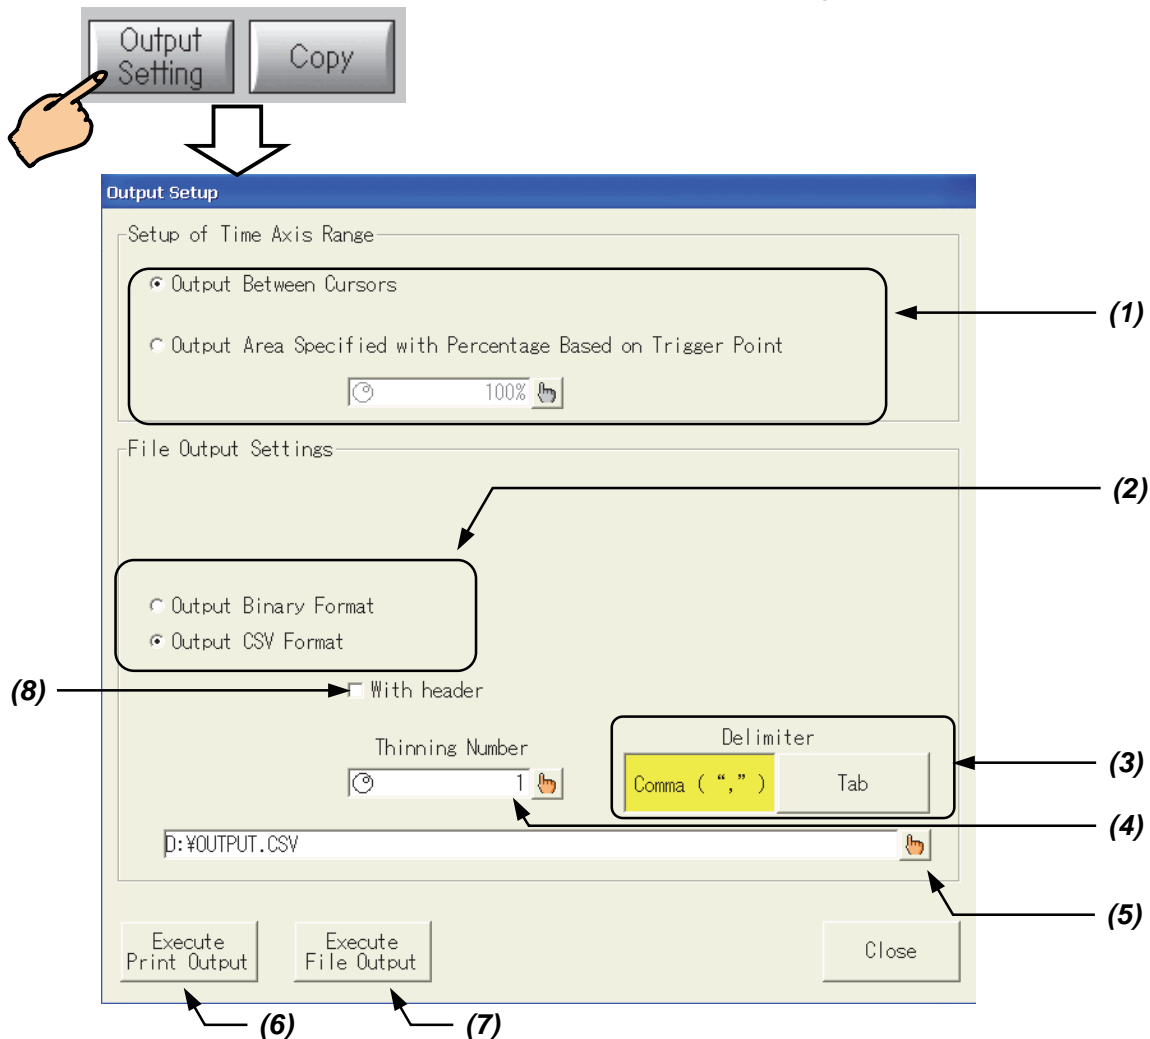 Output
Setting
Copy
Output Setup
Setup of Time Axis Range
Output Between Cursors
(1)
Output Area Specified with Percentage Based on Trigger Point
100%
File Output Settings
(2)
Output Binary Format
Output CSV Format
(8)
With header
Thinning Number
Delimiter
(3)
1
Comma ( “,” )
Tab
(4)
D:¥OUTPUT.CSV
(5)
Execute
Print Output
Execute
File Output
Close
(6)
(7)